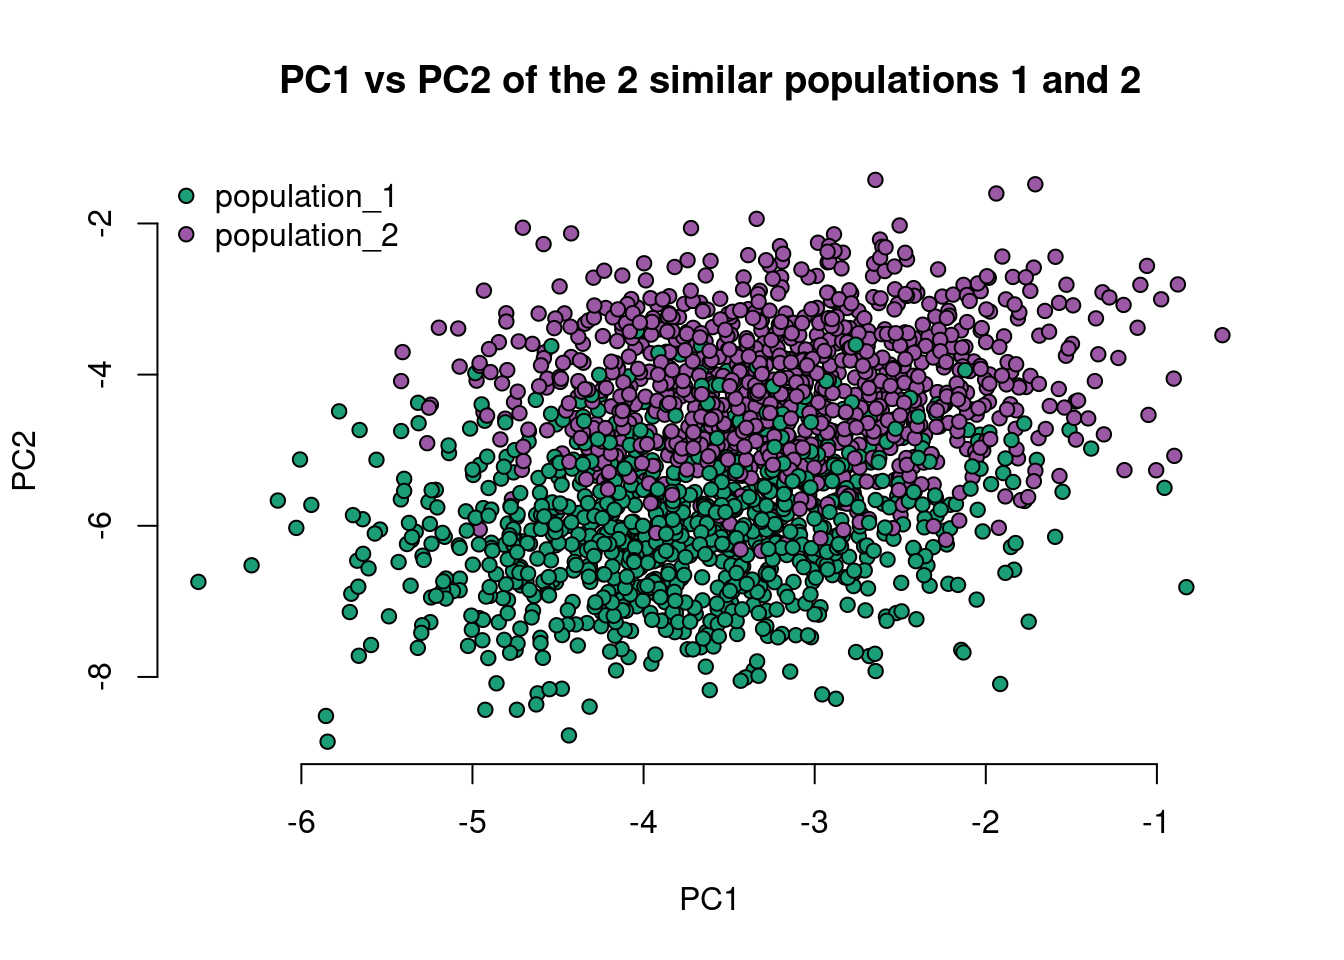 PC1 vs PC2 of the 2 similar populations 1 and 2
population_1
population_2
-2
-4
-6
-8
PC2
-6 -5 -4 -3 -2 -1
PC1